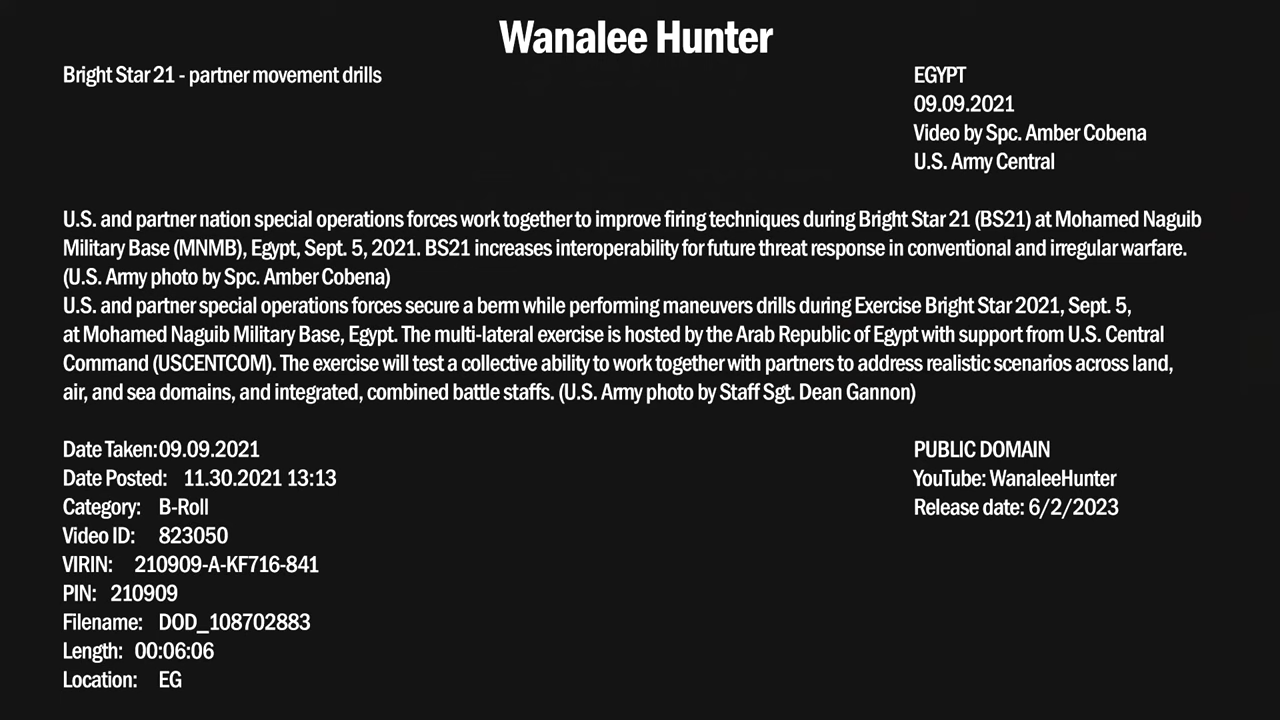 Wanalee Hunter
Bright Star 21 - partner movement drills
EGYPT
09.09.2021
Video by Spc. Amber Cobena
U.S. Army Central
U.S. and partner nation special operations forces work together to improve firing techniques during Bright Star 21 (BS21) at Mohamed Naguib
Military Base (MNMB), Egypt, Sept. 5, 2021. BS21 increases interoperability for future threat response in conventional and irregular warfare.
(U.S. Army photo by Spc. Amber Cobena)
U.S. and partner special operations forces secure a berm while performing maneuvers drills during Exercise Bright Star 2021, Sept. 5,
at Mohamed Naguib Military Base, Egypt. The multi-lateral exercise is hosted by the Arab Republic of Egypt with support from U.S. Central
Command (USCENTCOM). The exercise will test a collective ability to work together with partners to address realistic scenarios across land,
air, and sea domains, and integrated, combined battle staffs. (U.S. Army photo by Staff Sgt. Dean Gannon)
Date Taken: 09.09.2021
Date Posted: 11.30.2021 13:13
Category: B-Roll
Video ID: 823050
VIRIN: 210909-A-KF716-841
PIN: 210909
Filename: DOD_108702883
Length: 00:06:06
Location: EG
PUBLIC DOMAIN
YouTube: WanaleeHunter
Release date: 6/2/2023